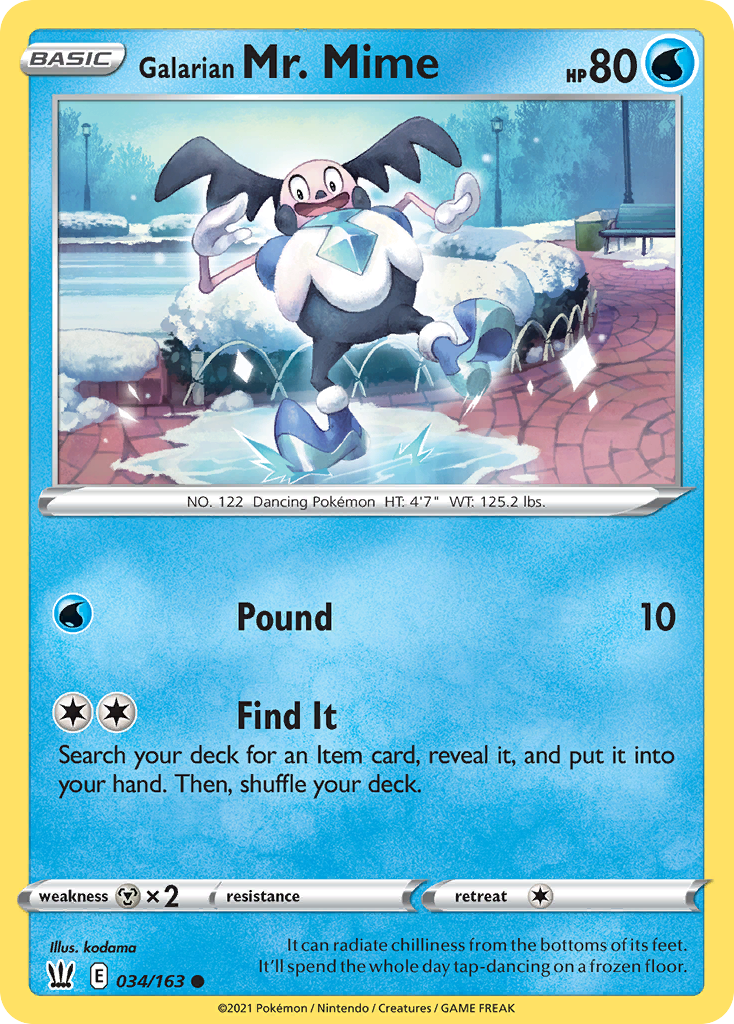 BASIC
Galarian Mr. Mime HP 80
NO. 122 Dancing Pokémon HT: 4'7" WT: 125.2 lbs.
Pound 10
Find It
Search your deck for an Item card, reveal it, and put it into
your hand. Then, shuffle your deck.
weakness ×2 resistance retreat
Illus. kodama
It can radiate chilliness from the bottoms of its feet.
It'll spend the whole day tap-dancing on a frozen floor.
E 034/163
©2021 Pokémon / Nintendo / Creatures / GAME FREAK